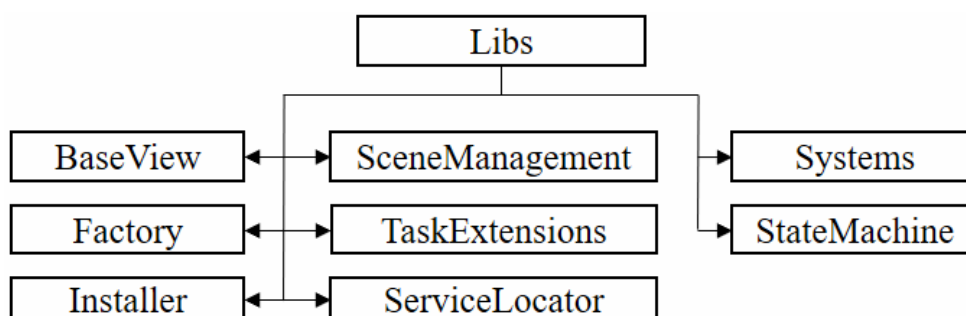 Libs
BaseView
SceneManagement
Systems
Factory
TaskExtensions
StateMachine
Installer
ServiceLocator